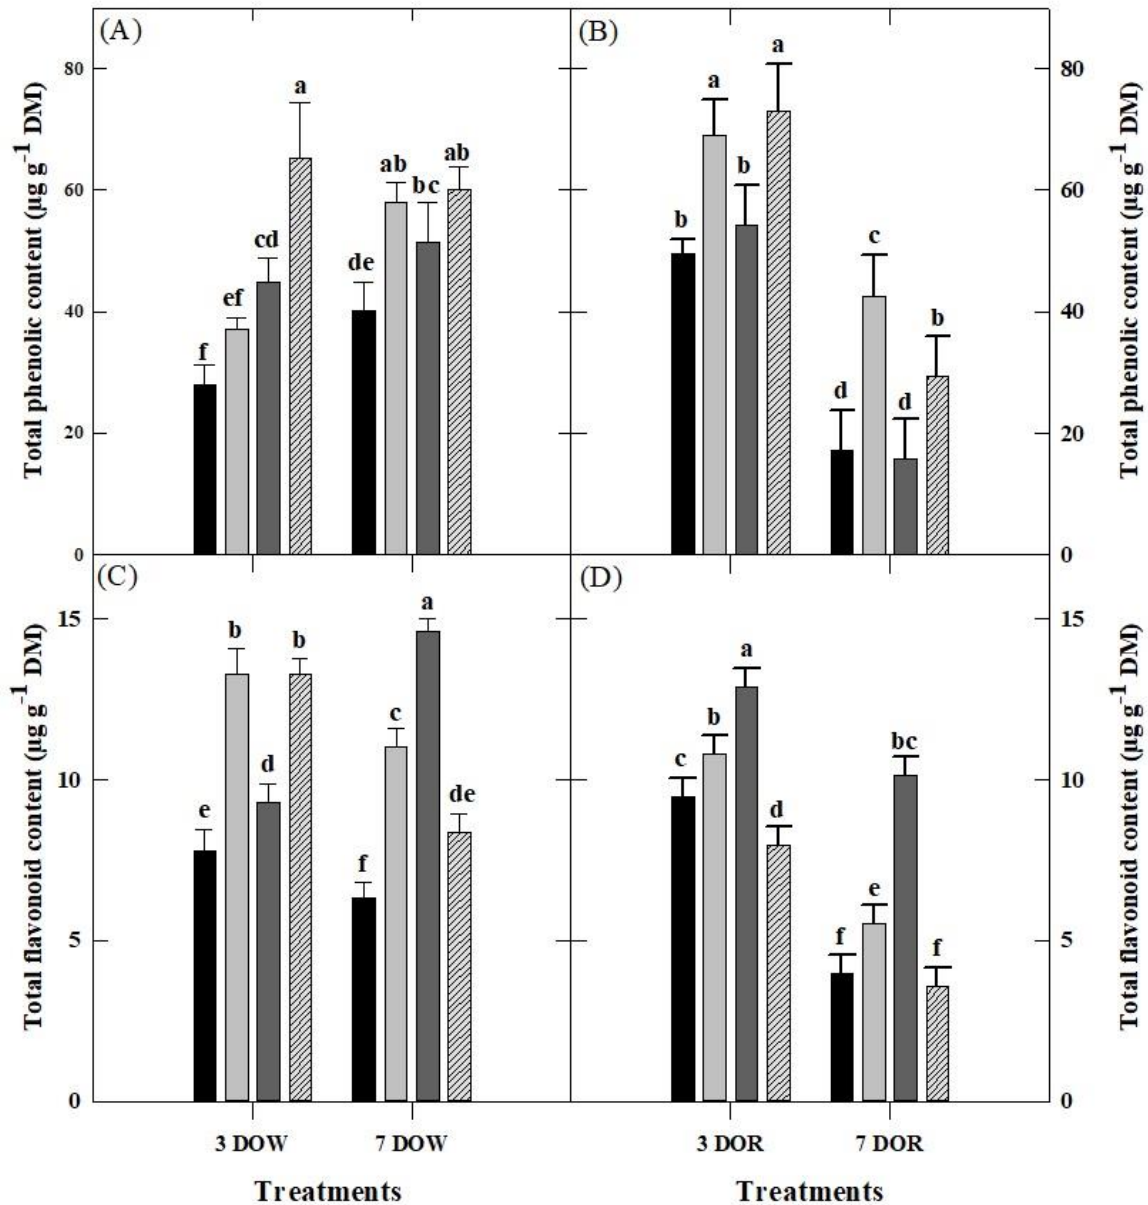 (A)
(B)
Total phenolic content (µg g⁻¹ DM)
80
60
40
20
0
f
ef
cd
a
de
ab
bc
ab
b
a
b
a
d
c
d
b
80
60
40
20
0
Total phenolic content (µg g⁻¹ DM)
(C)
(D)
Total flavonoid content (µg g⁻¹ DM)
15
10
5
0
e
b
d
b
f
c
a
de
c
b
a
d
f
e
bc
f
15
10
5
0
Total flavonoid content (µg g⁻¹ DM)
3 DOW
7 DOW
3 DOR
7 DOR
Treatments
Treatments